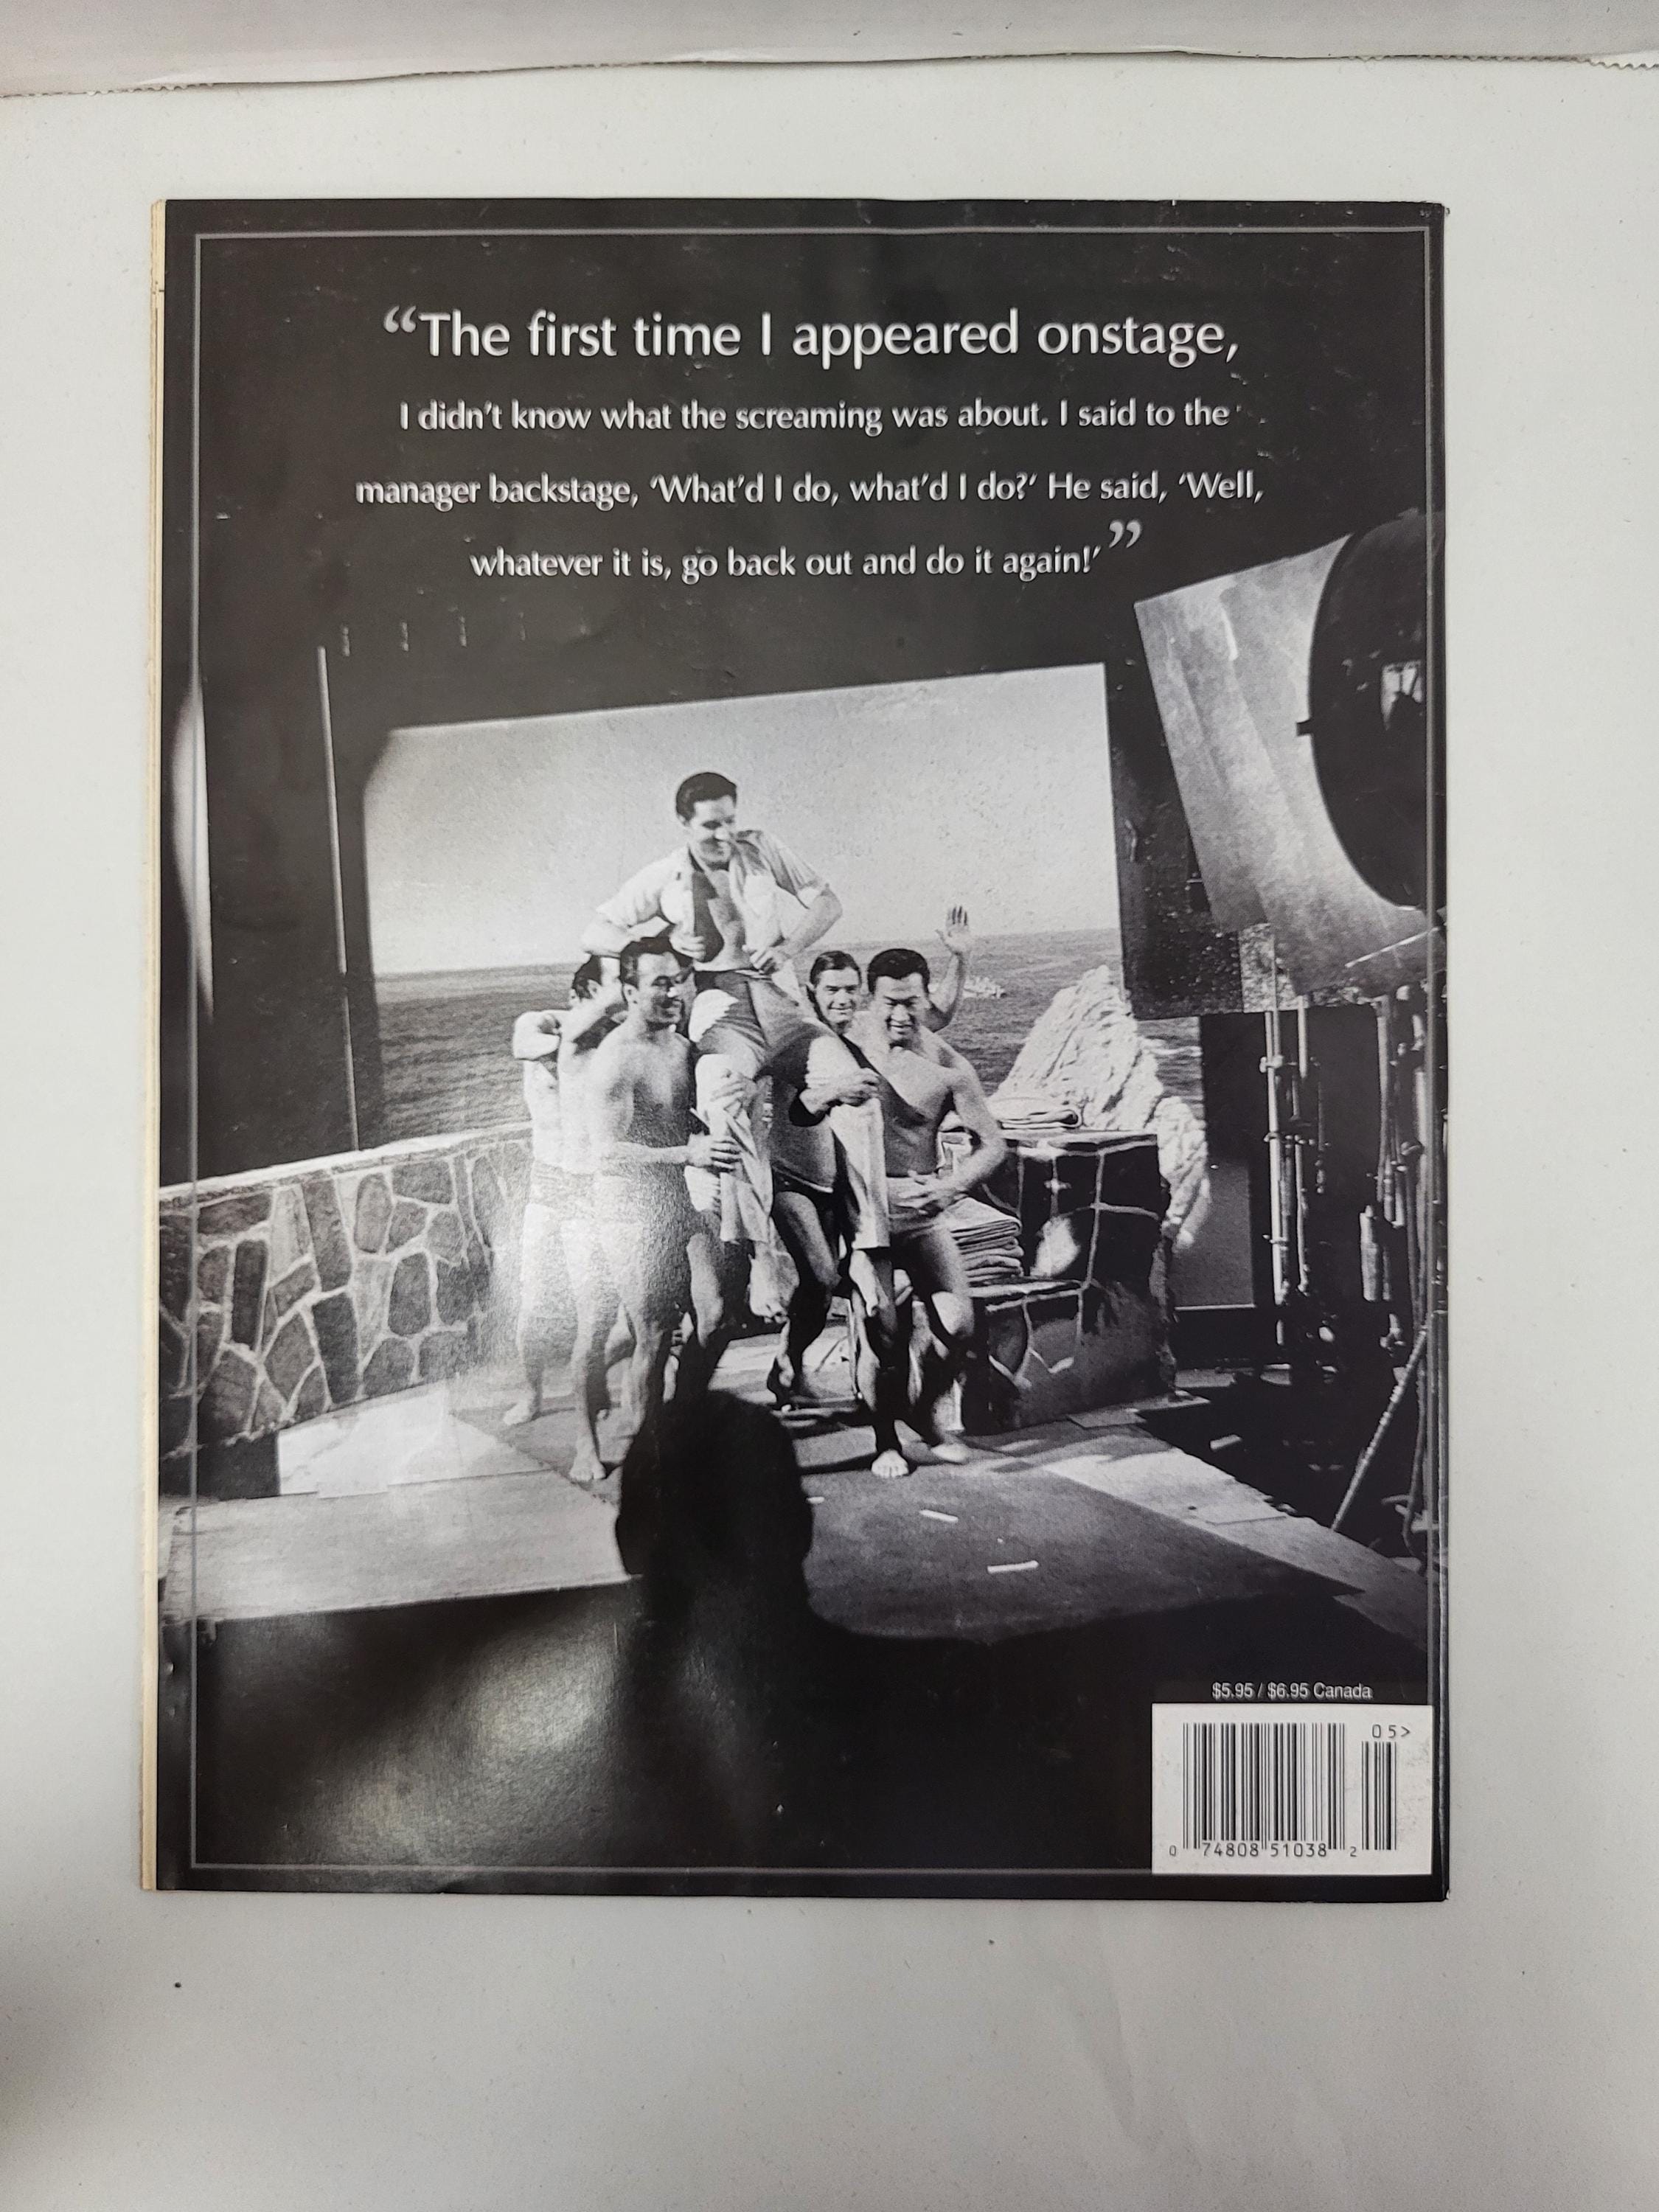 “The first time I appeared onstage,
I didn't know what the screaming was about. I said to the
manager backstage, ‘What'd I do, what'd I do?’ He said, ‘Well,
whatever it is, go back out and do it again!’”
$5.95 / $6.95 Canada
05>
0 74808 51038 2